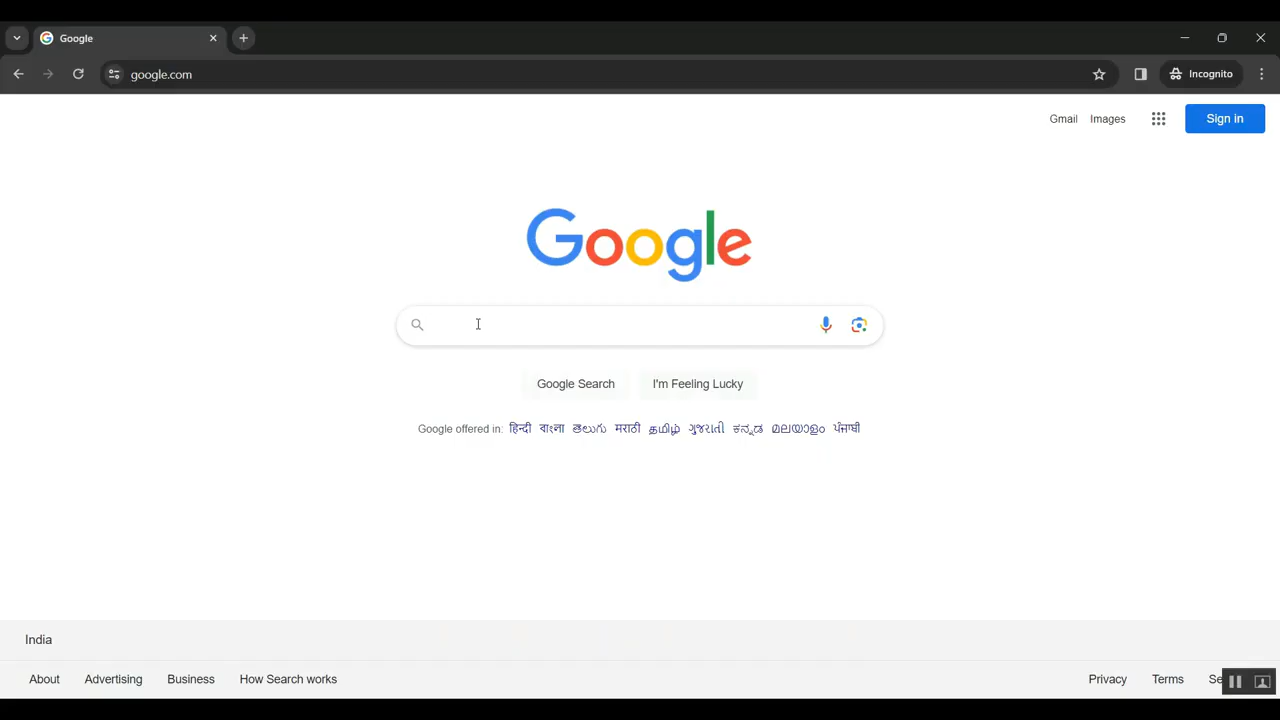 Google
google.com
Incognito
Gmail Images Sign in
Google
Google Search I'm Feeling Lucky
Google offered in: हिन्दी বাংলা తెలుగు मराठी தமிழ் ગુજરાતી ಕನ್ನಡ മലയാളം ਪੰਜਾਬੀ
India
About Advertising Business How Search works Privacy Terms